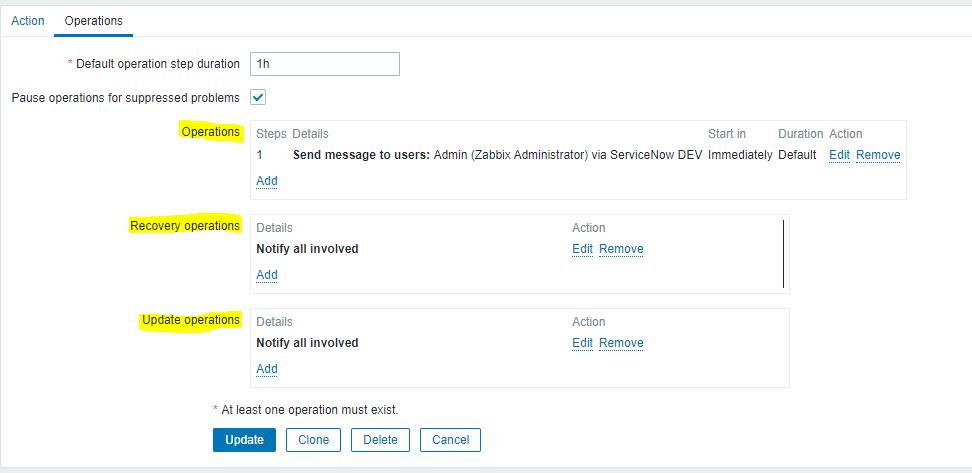 Action Operations
* Default operation step duration 1h
Pause operations for suppressed problems
Operations Steps Details Start in Duration Action
1 Send message to users: Admin (Zabbix Administrator) via ServiceNow DEV Immediately Default Edit Remove
Add
Recovery operations Details Action
Notify all involved Edit Remove
Add
Update operations Details Action
Notify all involved Edit Remove
Add
* At least one operation must exist.
Update Clone Delete Cancel